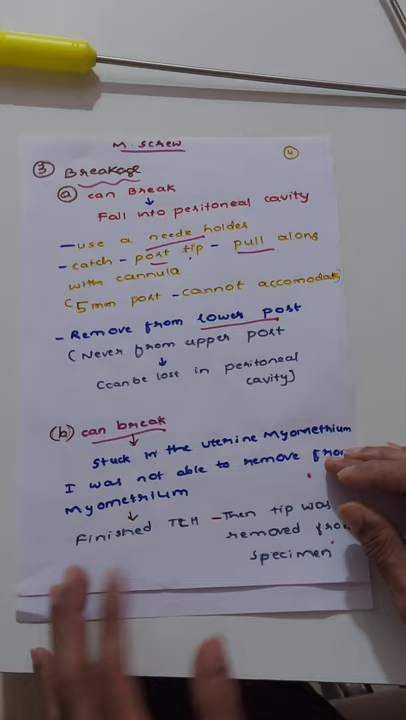 M. screw
4
③ Breakage
ⓐ can Break
↓
Fall into peritoneal cavity
- use a neede holder
- catch - post tip - pull along
with cannula
(5mm post - cannot accomodate
- Remove from lower post
(Never from upper post
↓
(can be lost in peritoneal
cavity)
(b) can break
↓
stuck in the uterine Myometrium
I was not able to remove from
Myometrium
↓
Finished TLH - Then tip was
removed from
specimen